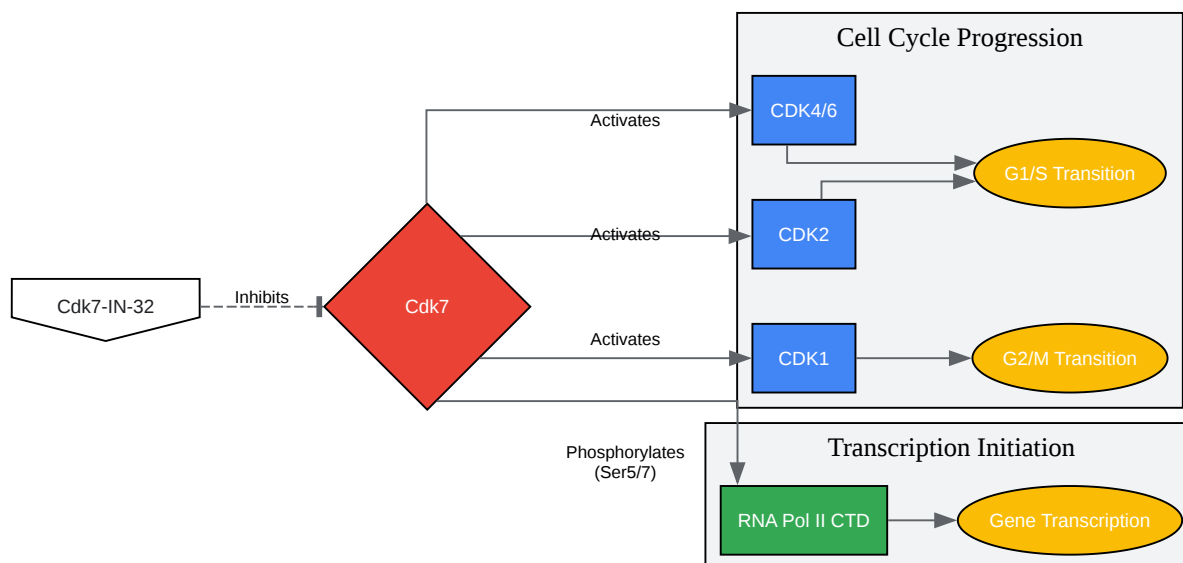 Cell Cycle Progression
CDK4/6
Activates
G1/S Transition
CDK2
Activates
Cdk7-IN-32
Inhibits
Cdk7
Activates
CDK1
G2/M Transition
Phosphorylates
(Ser5/7)
Transcription Initiation
RNA Pol II CTD
Gene Transcription